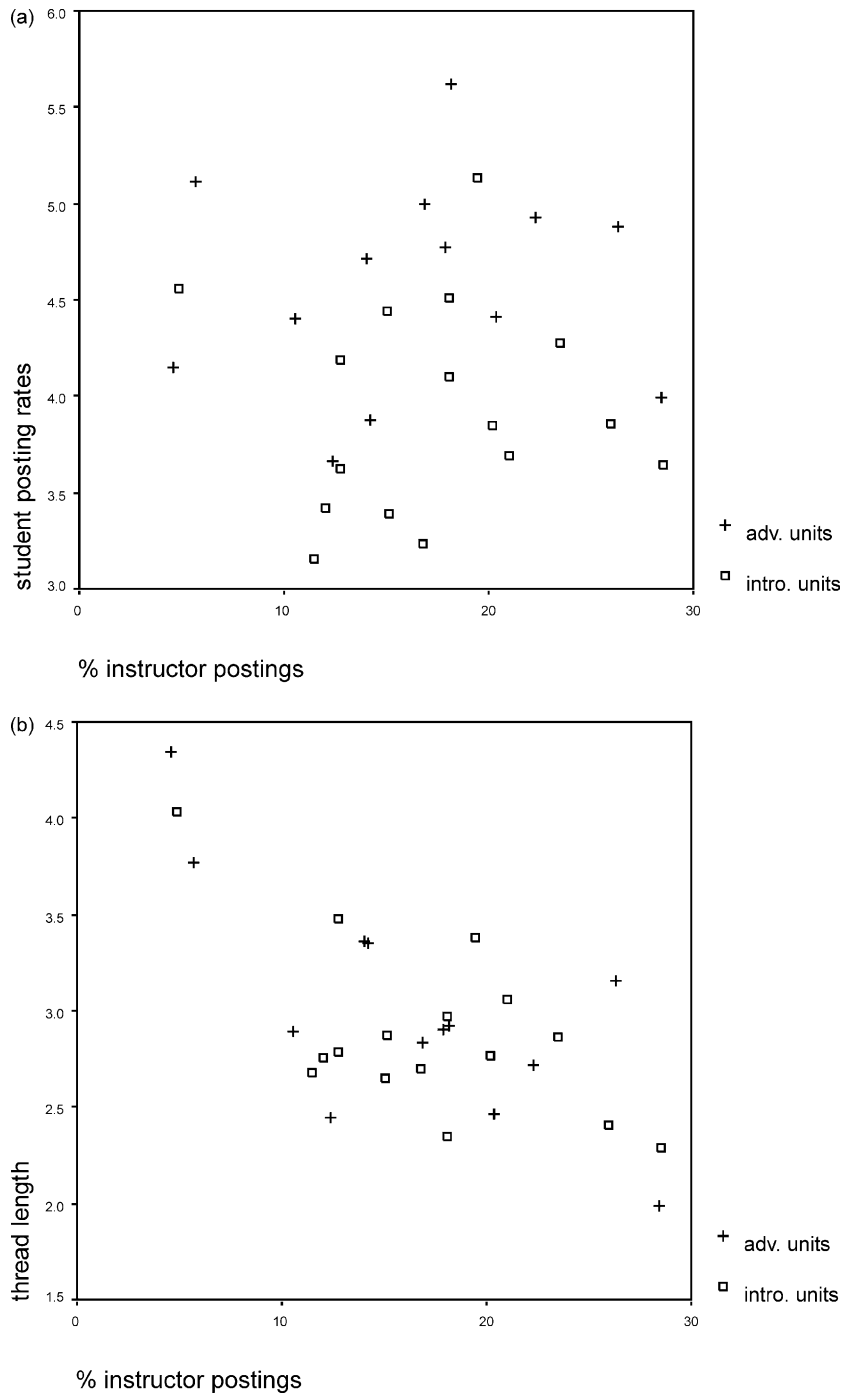 (a)
6.0
5.5
5.0
4.5
4.0
3.5
3.0
student posting rates
0 10 20 30
% instructor postings
adv. units
intro. units
(b)
4.5
4.0
3.5
3.0
2.5
2.0
1.5
thread length
0 10 20 30
% instructor postings
adv. units
intro. units